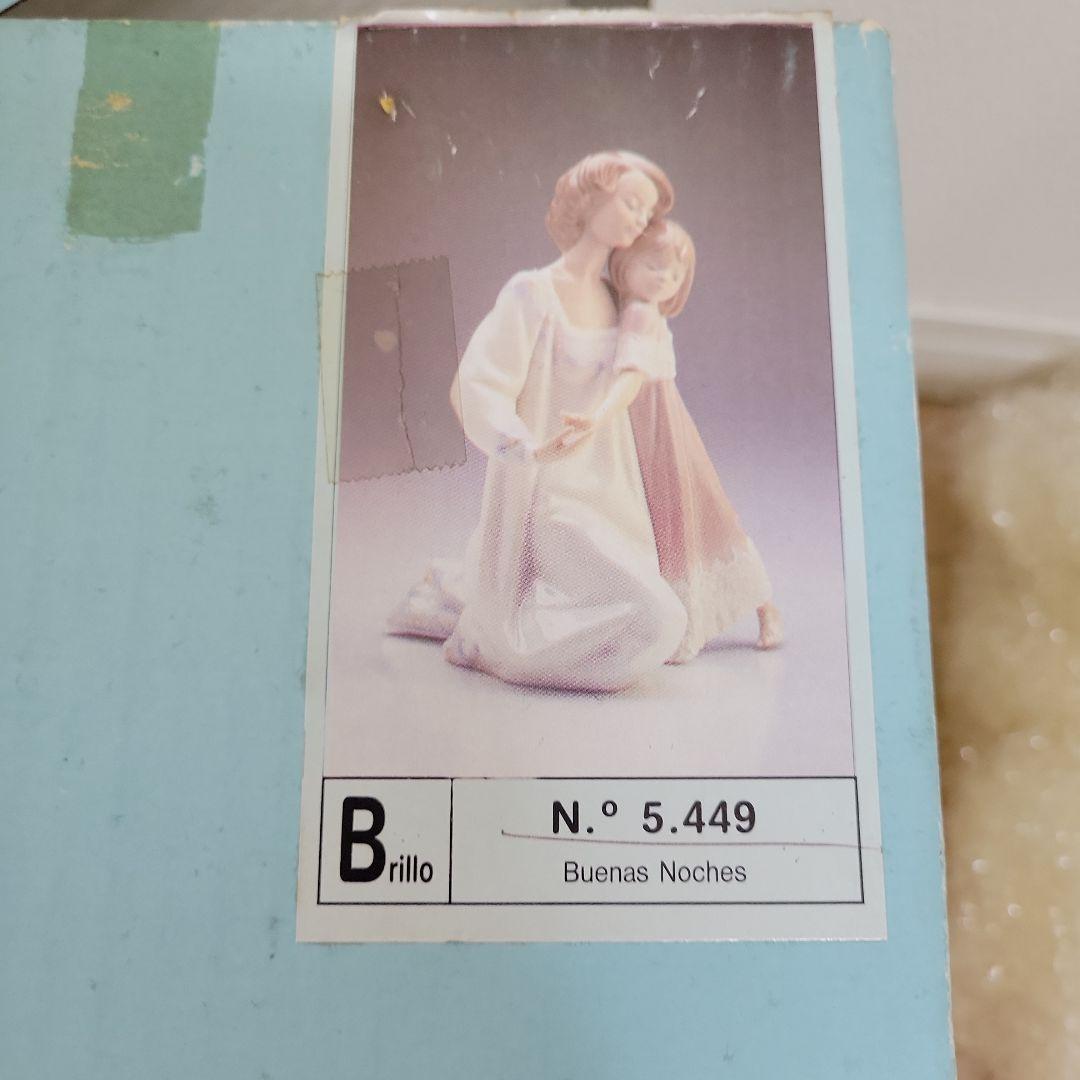 Brillo
N.º 5.449
Buenas Noches